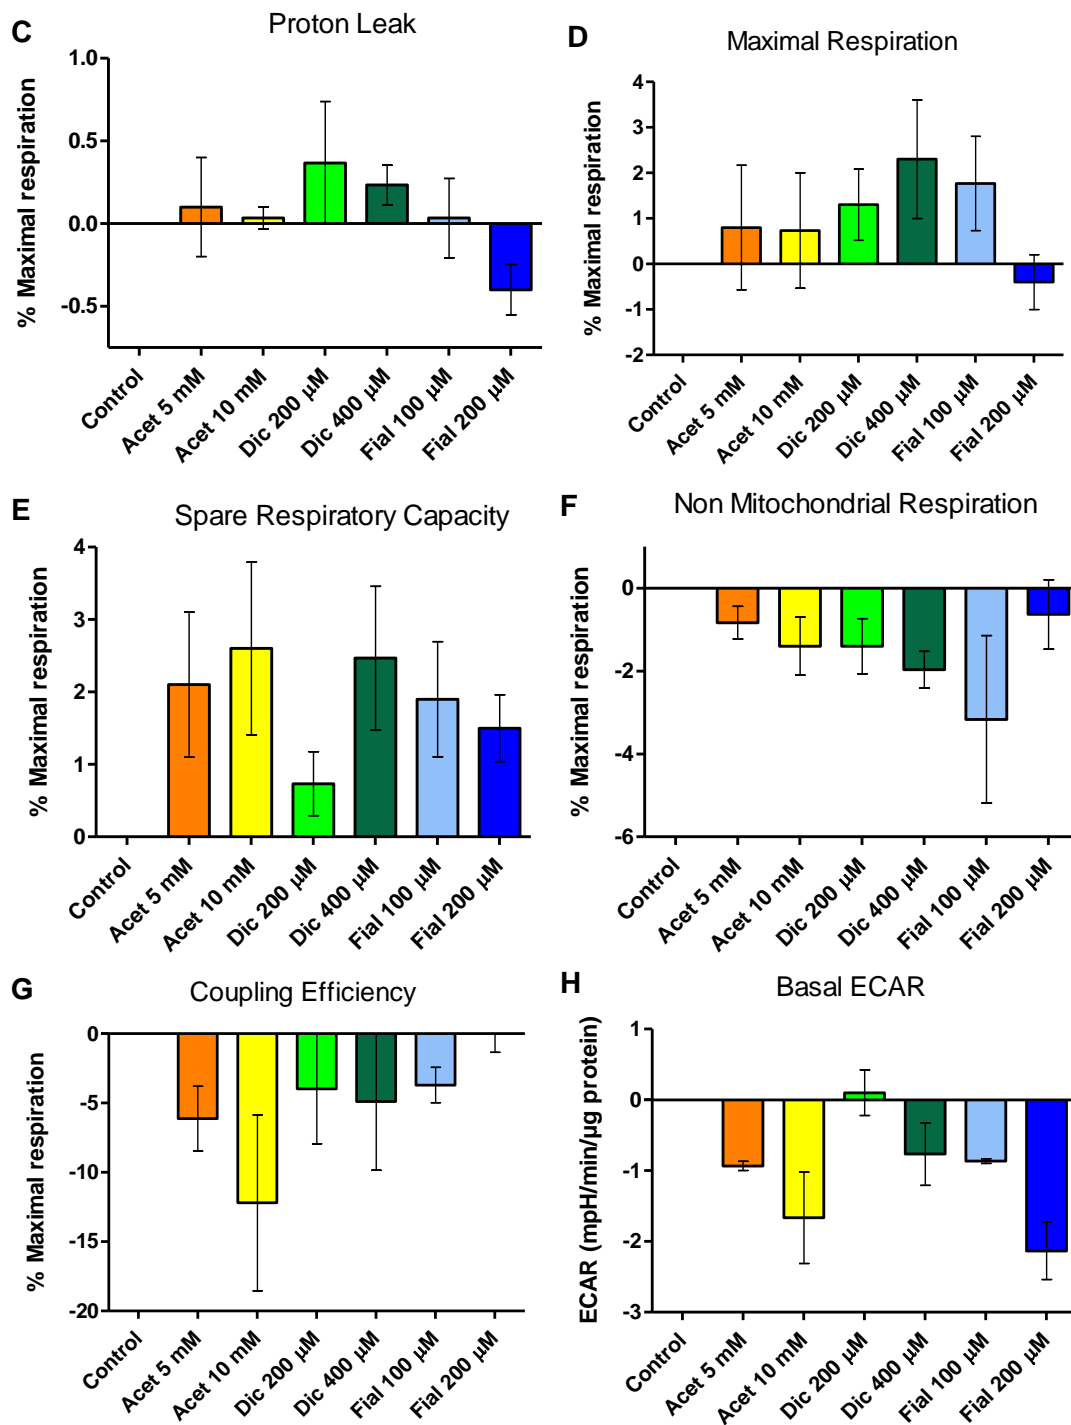 C
Proton Leak
% Maximal respiration
1.0
0.5
0.0
-0.5
Control
Acet 5 mM
Acet 10 mM
Dic 200 µM
Dic 400 µM
Fial 100 µM
Fial 200 µM
D
Maximal Respiration
% Maximal respiration
4
3
2
1
0
-1
-2
Control
Acet 5 mM
Acet 10 mM
Dic 200 µM
Dic 400 µM
Fial 100 µM
Fial 200 µM
E
Spare Respiratory Capacity
% Maximal respiration
4
3
2
1
0
Control
Acet 5 mM
Acet 10 mM
Dic 200 µM
Dic 400 µM
Fial 100 µM
Fial 200 µM
F
Non Mitochondrial Respiration
% Maximal respiration
0
-2
-4
-6
Control
Acet 5 mM
Acet 10 mM
Dic 200 µM
Dic 400 µM
Fial 100 µM
Fial 200 µM
G
Coupling Efficiency
% Maximal respiration
0
-5
-10
-15
-20
Control
Acet 5 mM
Acet 10 mM
Dic 200 µM
Dic 400 µM
Fial 100 µM
Fial 200 µM
H
Basal ECAR
ECAR (mpH/min/µg protein)
1
0
-1
-2
-3
Control
Acet 5 mM
Acet 10 mM
Dic 200 µM
Dic 400 µM
Fial 100 µM
Fial 200 µM